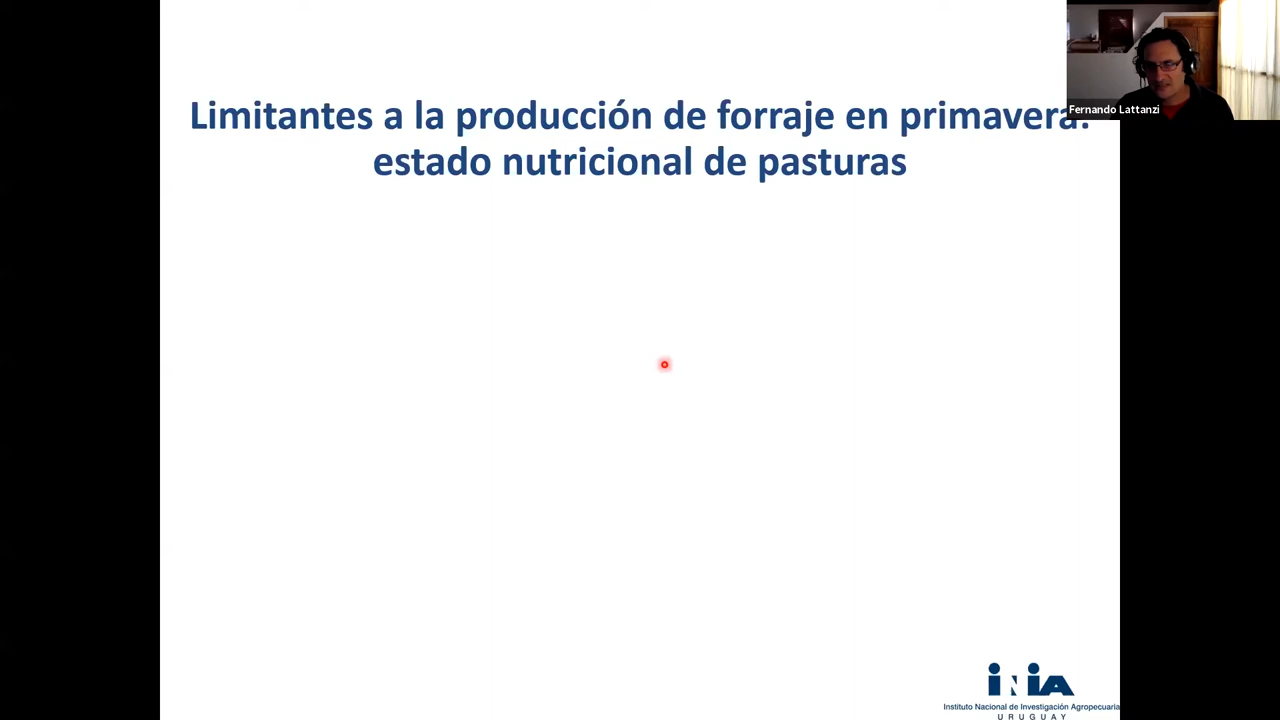 Limitantes a la producción de forraje en primavera:
estado nutricional de pasturas
Fernando Lattanzi
iNiA
Instituto Nacional de Investigación Agropecuaria
URUGUAY